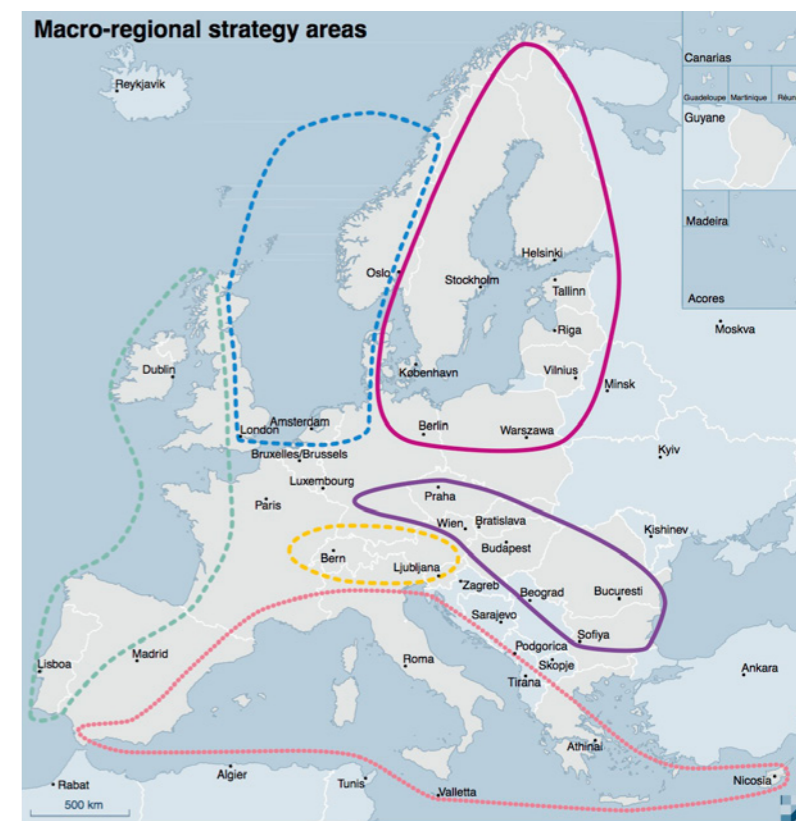 Macro-regional strategy areas
Reykjavik
Canarias
Guadeloupe Martinique Réun
Guyane
Madeira
Acores
Helsinki
Oslo
Stockholm
Tallinn
Riga
Moskva
Dublin
København
Vilnius
Minsk
Amsterdam
London
Berlin
Warszawa
Bruxelles/Brussels
Kyiv
Luxembourg
Praha
Paris
Wien
Bratislava
Kishinev
Budapest
Bern
Ljubljana
Zagreb
Beograd
Bucuresti
Sarajevo
Sofiya
Podgorica
Madrid
Lisboa
Roma
Skopje
Tirana
Ankara
Athinai
Algier
Tunis
Nicosia
Rabat
Valletta
500 km